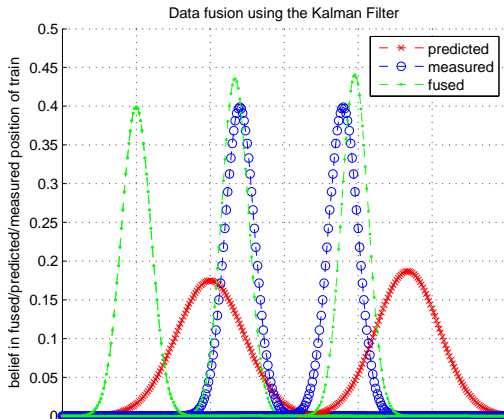 Data fusion using the Kalman Filter
predicted
measured
fused
belief in fused/predicted/measured position of train
0.5
0.45
0.4
0.35
0.3
0.25
0.2
0.15
0.1
0.05
0